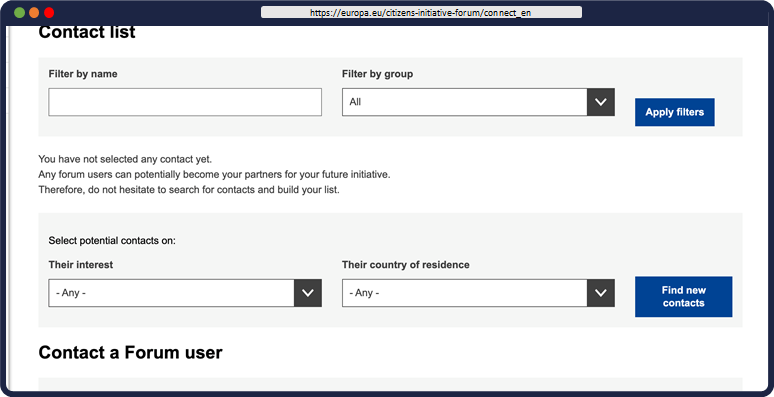 https://europa.eu/citizens-initiative-forum/connect_en
Contact list
Filter by name
Filter by group
All
Apply filters
You have not selected any contact yet.
Any forum users can potentially become your partners for your future initiative.
Therefore, do not hesitate to search for contacts and build your list.
Select potential contacts on:
Their interest
Their country of residence
- Any -
- Any -
Find new
contacts
Contact a Forum user